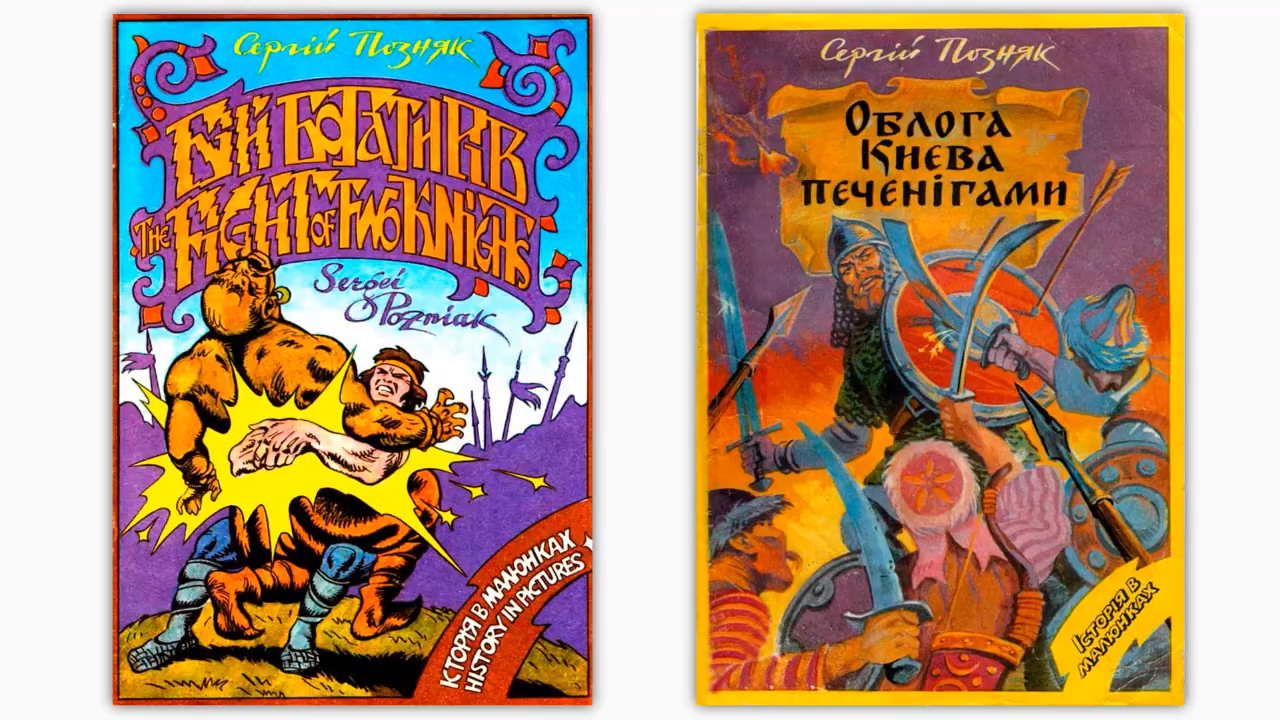 Сергій Позняк
БІЙ БОГАТИРІВ
THE FIGHT OF TWO KNIGHTS
Sergei
Pozniak
ІСТОРІЯ В МАЛЮНКАХ
HISTORY IN PICTURES
Сергій Позняк
ОБЛОГА
КИЄВА
ПЕЧЕНІГАМИ
ІСТОРІЯ В
МАЛЮНКАХ